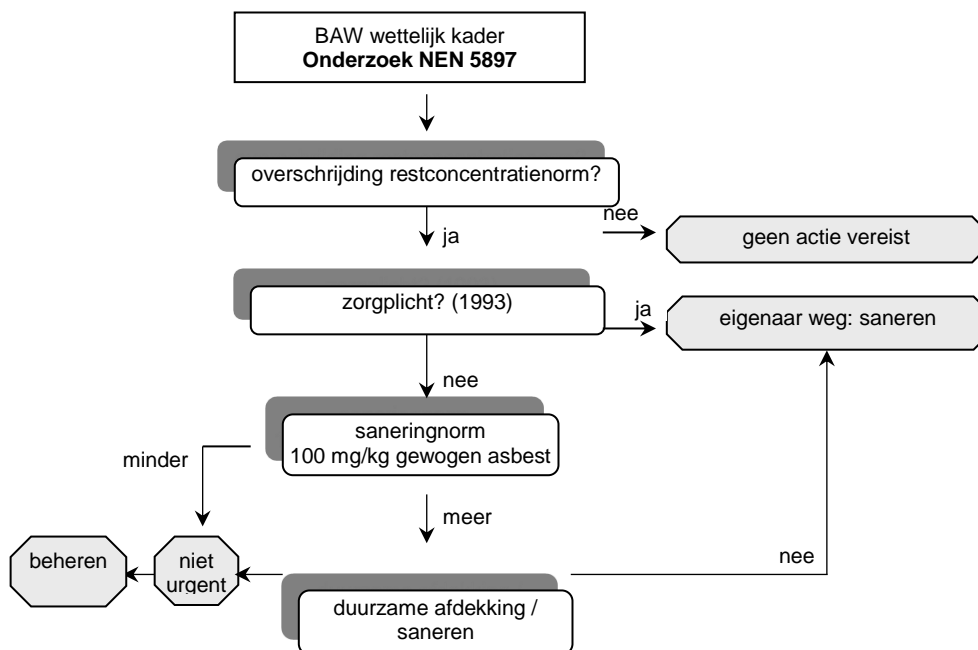 BAW wettelijk kader
Onderzoek NEN 5897
overschrijding restconcentratienorm?
nee
ja
geen actie vereist
zorgplicht? (1993)
ja
eigenaar weg: saneren
nee
saneringnorm
100 mg/kg gewogen asbest
minder
meer
beheren
niet
urgent
nee
duurzame afdekking /
saneren